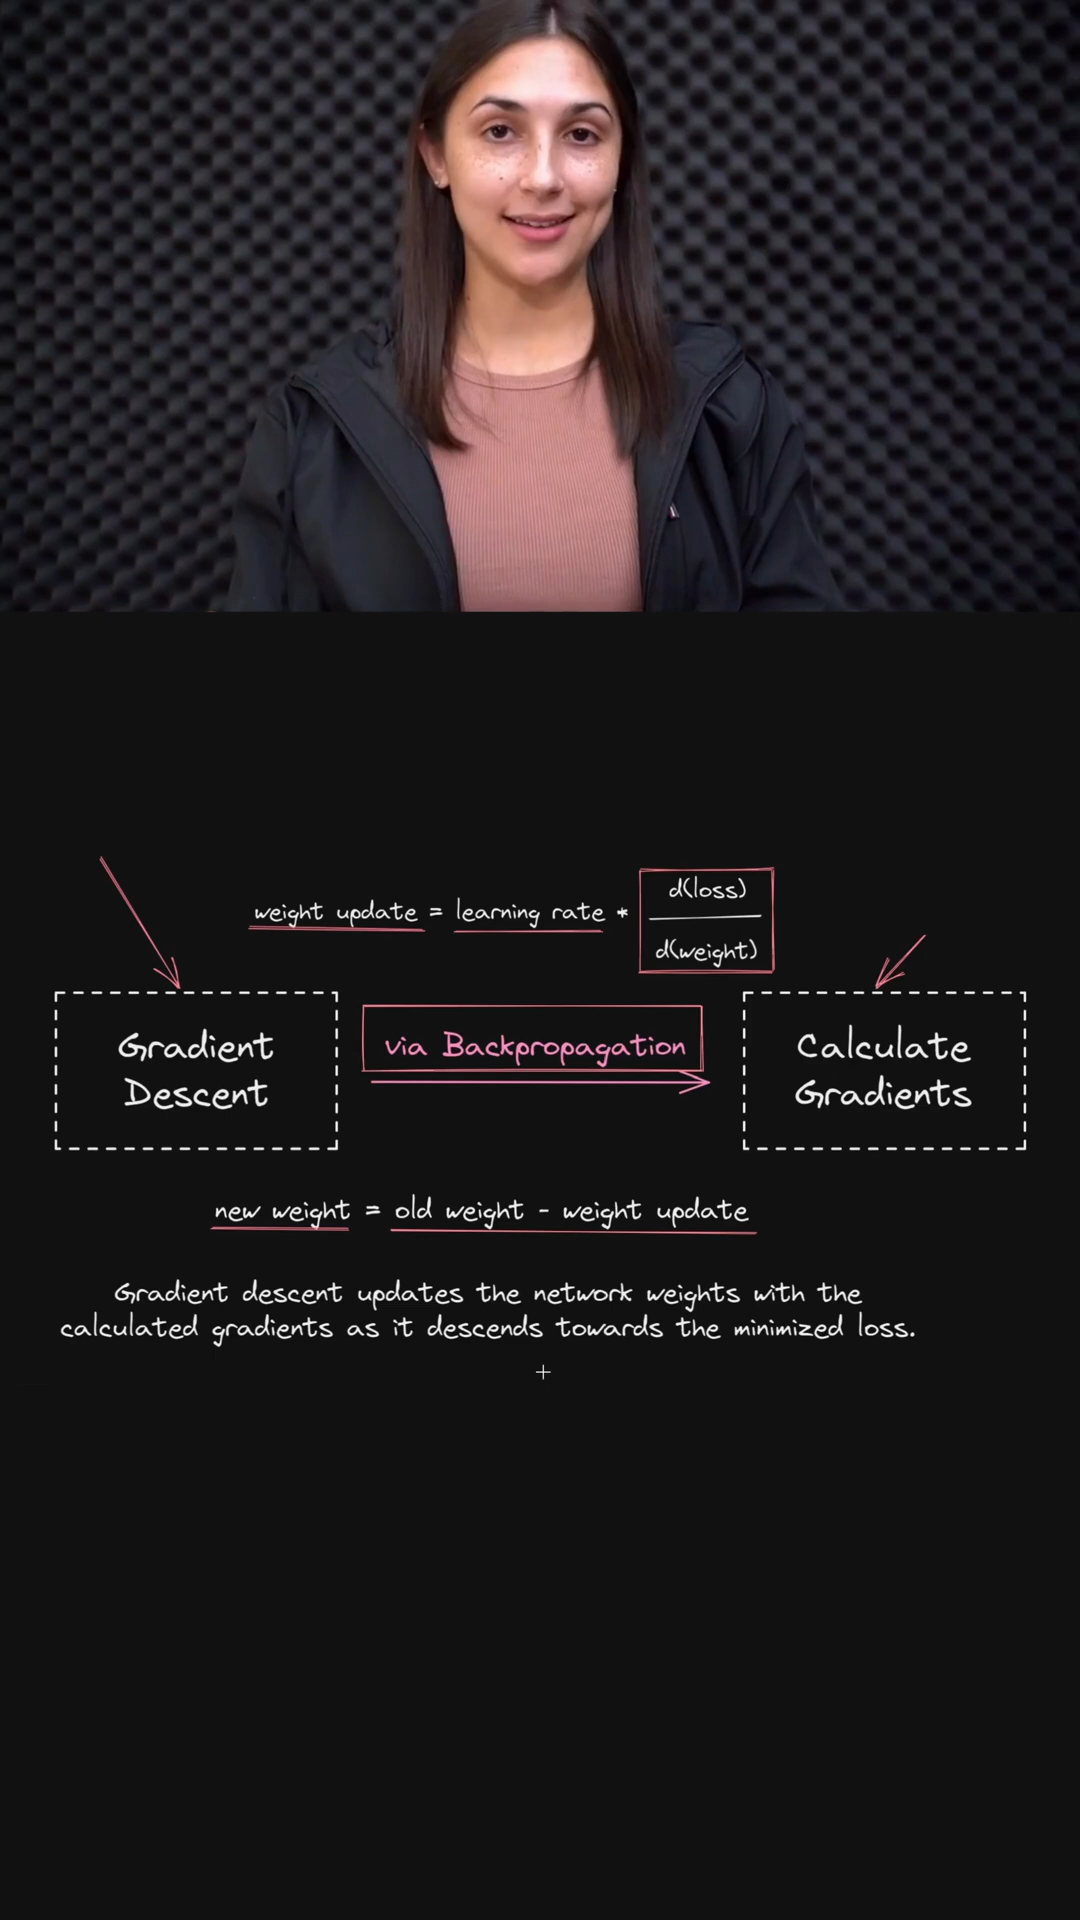 weight update = learning rate * d(loss)
d(weight)
Gradient
Descent
via Backpropagation
Calculate
Gradients
new weight = old weight - weight update
Gradient descent updates the network weights with the
calculated gradients as it descends towards the minimized loss.